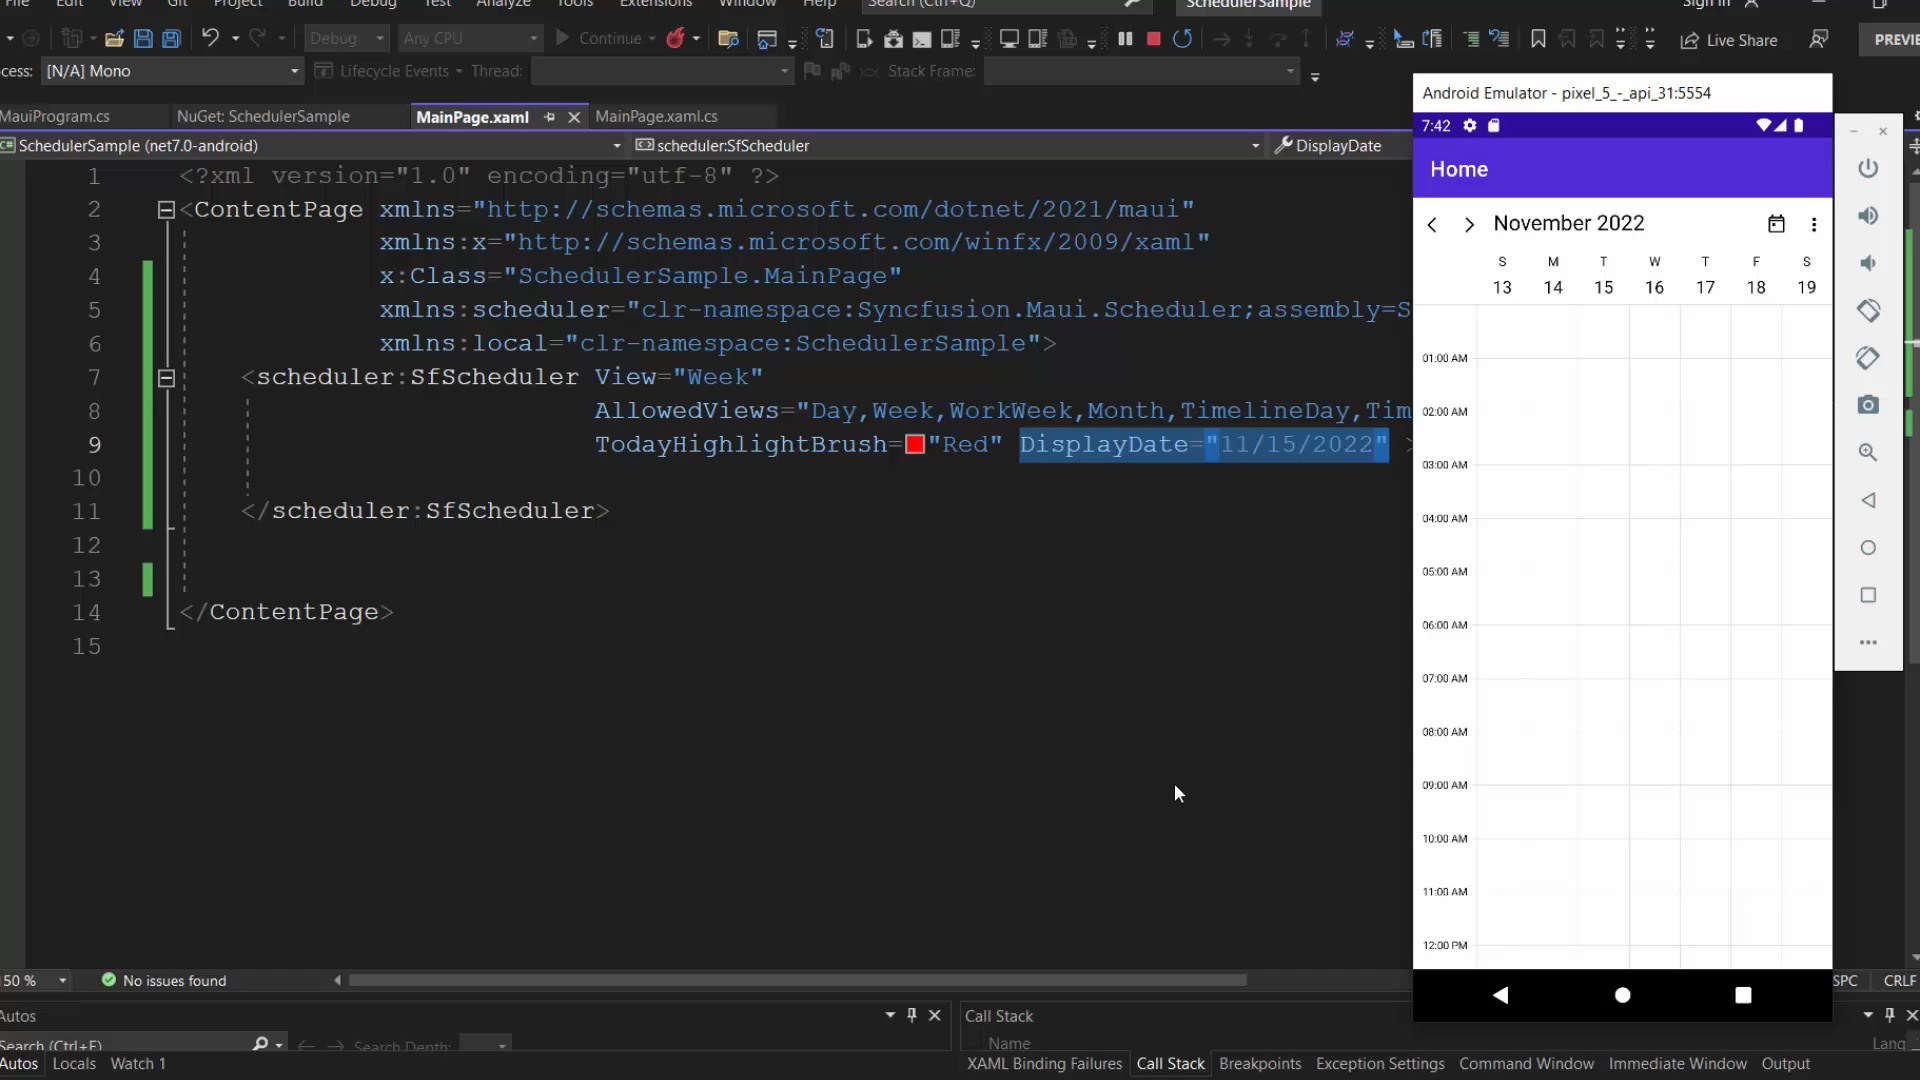 File Edit View Git Project Build Debug Test Analyze Tools Extensions Window Help Search (Ctrl+Q) SchedulerSample Sign in
Debug Any CPU Continue Live Share PREVIE
cess: [N/A] Mono Lifecycle Events Thread: Stack Frame:
MauiProgram.cs NuGet: SchedulerSample MainPage.xaml MainPage.xaml.cs
SchedulerSample (net7.0-android) scheduler:SfScheduler DisplayDate
1 <?xml version="1.0" encoding="utf-8" ?>
2 <ContentPage xmlns="http://schemas.microsoft.com/dotnet/2021/maui"
3 xmlns:x="http://schemas.microsoft.com/winfx/2009/xaml"
4 x:Class="SchedulerSample.MainPage"
5 xmlns:scheduler="clr-namespace:Syncfusion.Maui.Scheduler;assembly=S
6 xmlns:local="clr-namespace:SchedulerSample">
7 <scheduler:SfScheduler View="Week"
8 AllowedViews="Day,Week,WorkWeek,Month,TimelineDay,Tim
9 TodayHighlightBrush="Red" DisplayDate="11/15/2022" >
10
11 </scheduler:SfScheduler>
12
13
14 </ContentPage>
15
Android Emulator - pixel_5_-_api_31:5554
7:42
Home
November 2022
S M T W T F S
13 14 15 16 17 18 19
01:00 AM
02:00 AM
03:00 AM
04:00 AM
05:00 AM
06:00 AM
07:00 AM
08:00 AM
09:00 AM
10:00 AM
11:00 AM
12:00 PM
50 % No issues found SPC CRLF
Autos Call Stack
Search (Ctrl+E) Search Depth: Name Lang
Autos Locals Watch 1 XAML Binding Failures Call Stack Breakpoints Exception Settings Command Window Immediate Window Output